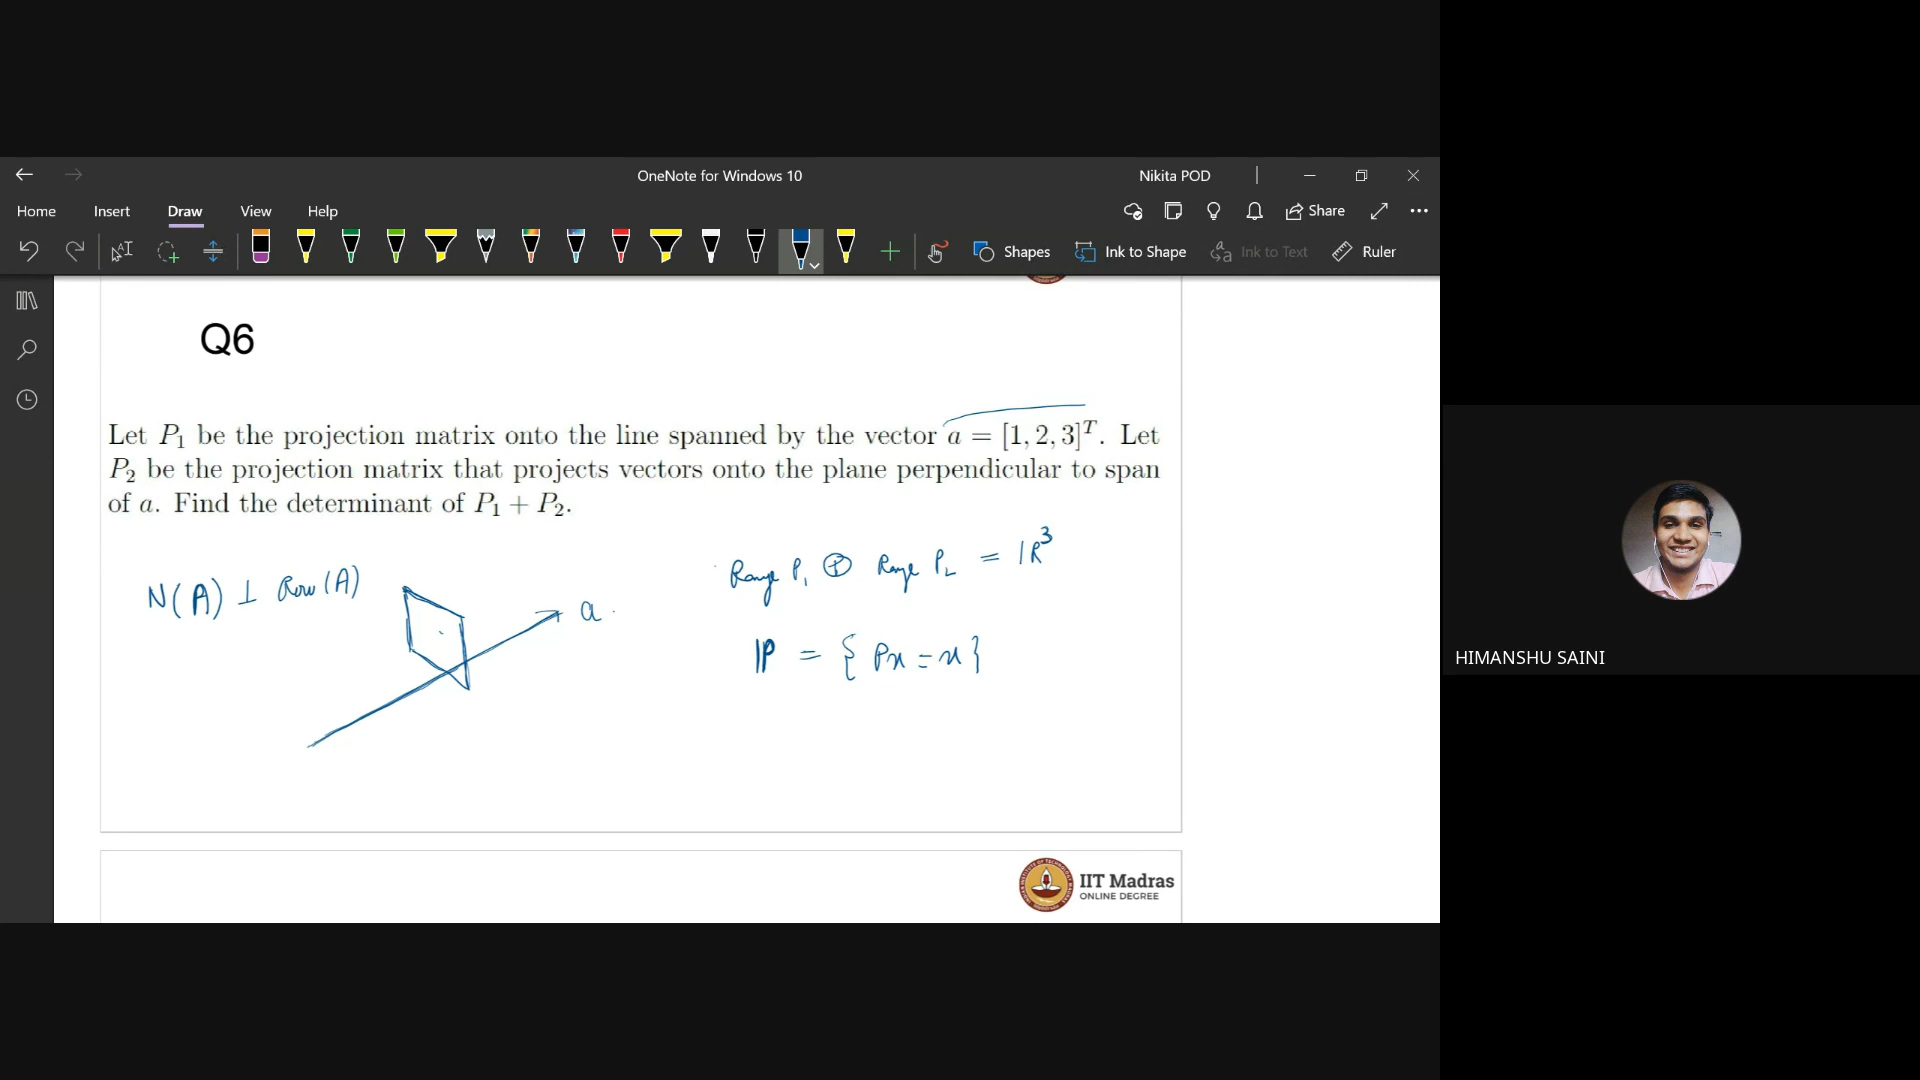 OneNote for Windows 10
Nikita POD
Home Insert Draw View Help
Share
Shapes Ink to Shape Ink to Text Ruler
Q6
Let P₁ be the projection matrix onto the line spanned by the vector a = [1, 2, 3]ᵀ. Let
P₂ be the projection matrix that projects vectors onto the plane perpendicular to span
of a. Find the determinant of P₁ + P₂.
N(A) ⊥ Row(A)
a
Range P₁ ⊕ Range P₂ = ℝ³
ℙ = { Px = x }
IIT Madras
ONLINE DEGREE
HIMANSHU SAINI